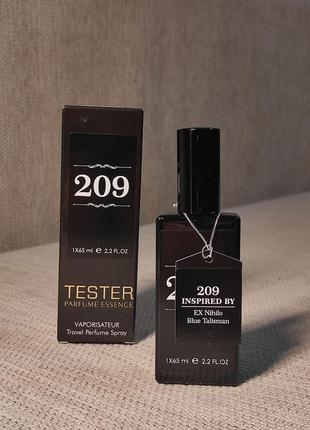 209
1X65 ml ℮ 2.2 FL.OZ
TESTER
PARFUME ESSENCE
VAPORISATEUR
Travel Perfume Spray
209
INSPIRED BY
EX Nihilo
Blue Talisman
1X65 ml ℮ 2.2 FL.OZ